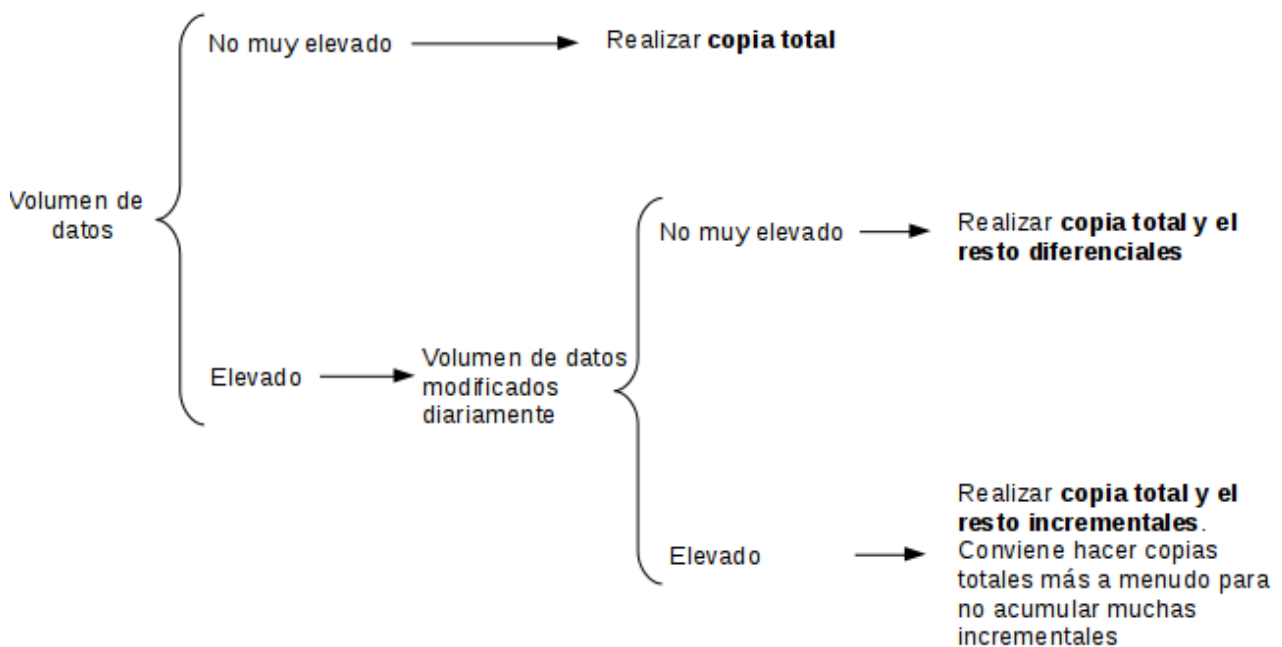 No muy elevado
Realizar copia total
Volumen de
datos
No muy elevado
Realizar copia total y el
resto diferenciales
Elevado
Volumen de datos
modificados
diariamente
Elevado
Realizar copia total y el
resto incrementales.
Conviene hacer copias
totales más a menudo para
no acumular muchas
incrementales